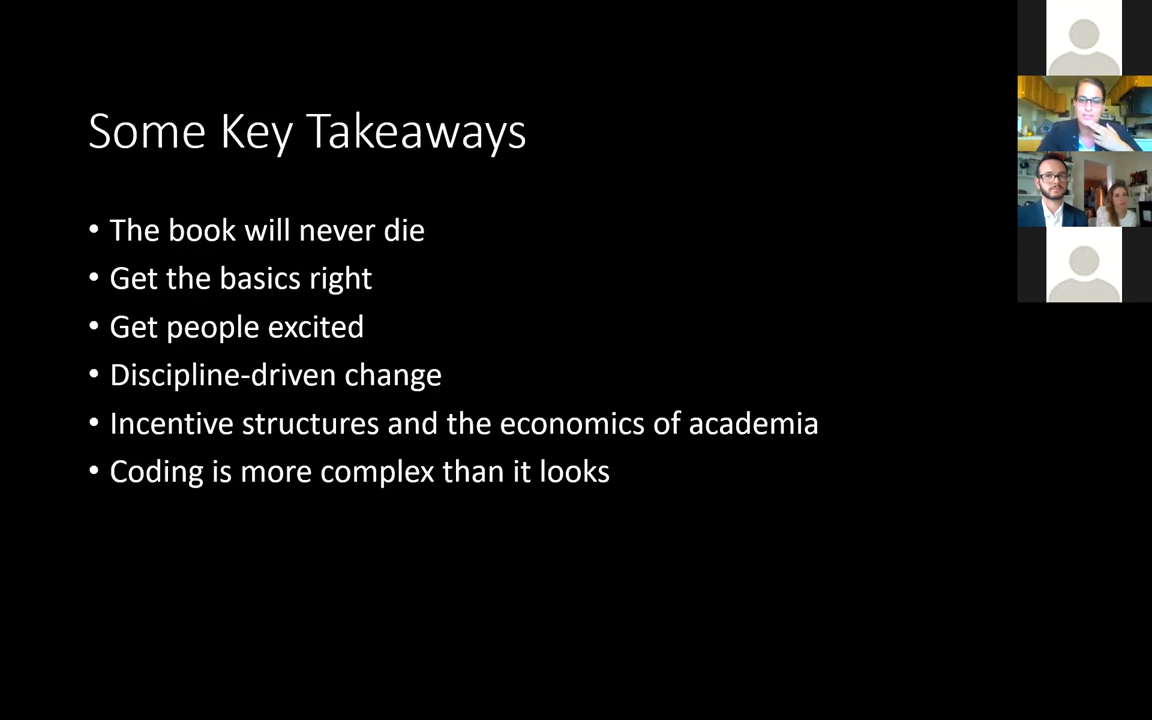 Some Key Takeaways
• The book will never die
• Get the basics right
• Get people excited
• Discipline-driven change
• Incentive structures and the economics of academia
• Coding is more complex than it looks